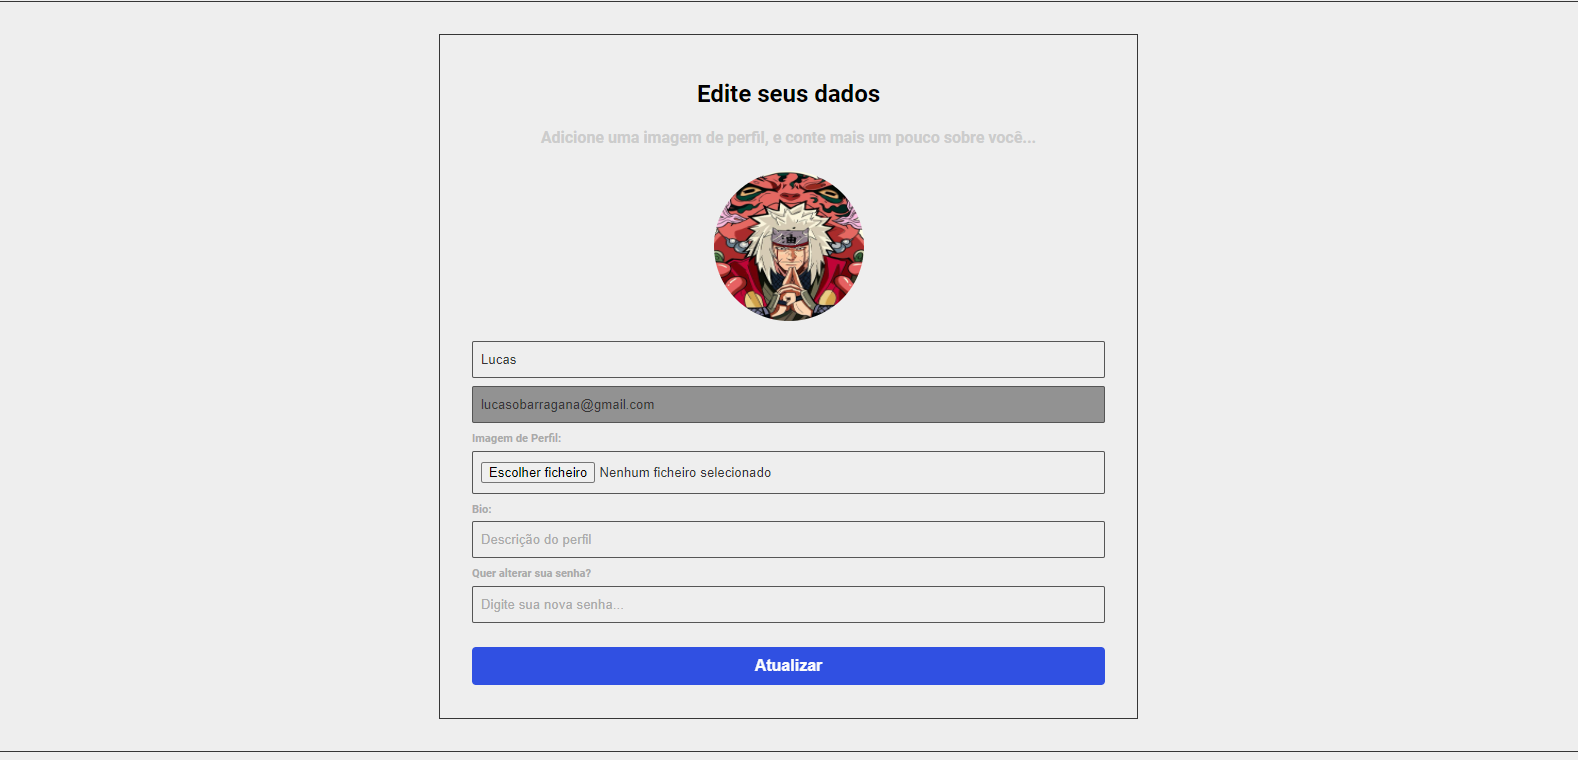 Edite seus dados
Adicione uma imagem de perfil, e conte mais um pouco sobre você...
Lucas
lucasobarragana@gmail.com
Imagem de Perfil:
Escolher ficheiro Nenhum ficheiro selecionado
Bio:
Descrição do perfil
Quer alterar sua senha?
Digite sua nova senha...
Atualizar